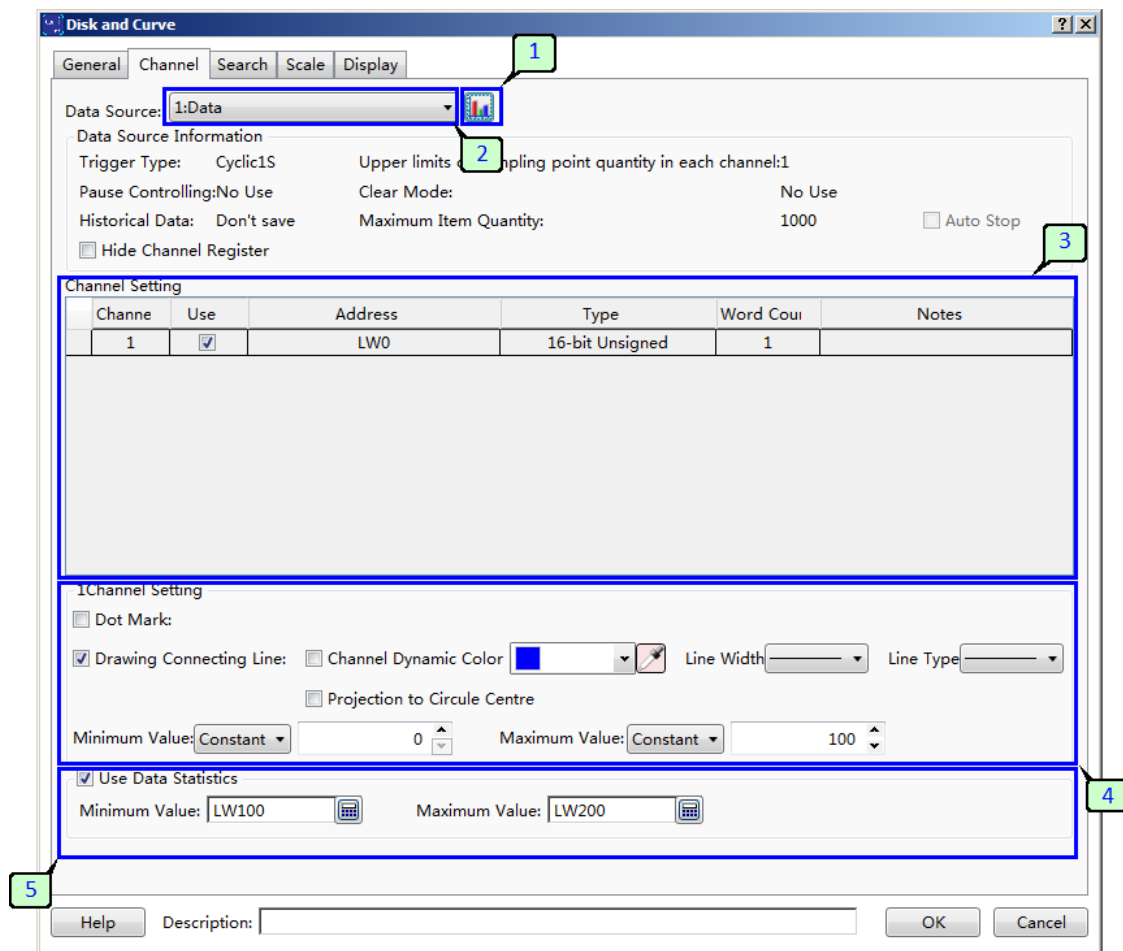 Disk and Curve
1
General Channel Search Scale Display
Data Source: 1:Data
2
Data Source Information
Trigger Type: Cyclic1S Upper limits mpling point quantity in each channel:1
Pause Controlling:No Use Clear Mode: No Use
Historical Data: Don't save Maximum Item Quantity: 1000 Auto Stop
Hide Channel Register
3
Channel Setting
Channe Use Address Type Word Cour Notes
1 LW0 16-bit Unsigned 1
1Channel Setting
Dot Mark:
Drawing Connecting Line: Channel Dynamic Color Line Width Line Type
Projection to Circule Centre
Minimum Value: Constant 0 Maximum Value: Constant 100
4
Use Data Statistics
Minimum Value: LW100 Maximum Value: LW200
5
Help Description: OK Cancel